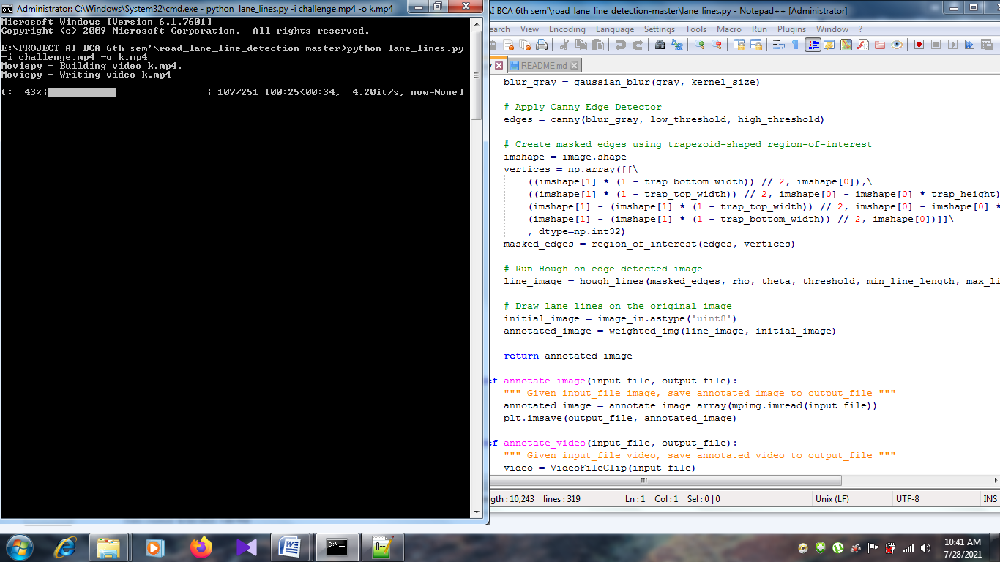 Administrator: C:\Windows\System32\cmd.exe - python  lane_lines.py -i challenge.mp4 -o k.mp4
Microsoft Windows [Version 6.1.7601]
Copyright (c) 2009 Microsoft Corporation.  All rights reserved.
E:\PROJECT AI BCA 6th sem'\road_lane_line_detection-master>python lane_lines.py
-i challenge.mp4 -o k.mp4
Moviepy - Building video k.mp4.
Moviepy - Writing video k.mp4
t:  43%| | 107/251 [00:25<00:34,  4.20it/s, now=None]
AI BCA 6th sem'\road_lane_line_detection-master\lane_lines.py - Notepad++ [Administrator]
earch View Encoding Language Settings Tools Macro Run Plugins Window ?
y README.md
blur_gray = gaussian_blur(gray, kernel_size)
# Apply Canny Edge Detector
edges = canny(blur_gray, low_threshold, high_threshold)
# Create masked edges using trapezoid-shaped region-of-interest
imshape = image.shape
vertices = np.array([[\
((imshape[1] * (1 - trap_bottom_width)) // 2, imshape[0]),\
((imshape[1] * (1 - trap_top_width)) // 2, imshape[0] - imshape[0] * trap_height)
(imshape[1] - (imshape[1] * (1 - trap_top_width)) // 2, imshape[0] - imshape[0] *
(imshape[1] - (imshape[1] * (1 - trap_bottom_width)) // 2, imshape[0])]]\
, dtype=np.int32)
masked_edges = region_of_interest(edges, vertices)
# Run Hough on edge detected image
line_image = hough_lines(masked_edges, rho, theta, threshold, min_line_length, max_li
# Draw lane lines on the original image
initial_image = image_in.astype('uint8')
annotated_image = weighted_img(line_image, initial_image)
return annotated_image
ef annotate_image(input_file, output_file):
""" Given input_file image, save annotated image to output_file """
annotated_image = annotate_image_array(mpimg.imread(input_file))
plt.imsave(output_file, annotated_image)
ef annotate_video(input_file, output_file):
""" Given input_file video, save annotated video to output_file """
video = VideoFileClip(input_file)
gth : 10,243    lines : 319 Ln : 1    Col : 1    Sel : 0 | 0 Unix (LF) UTF-8 INS
10:41 AM
7/28/2021